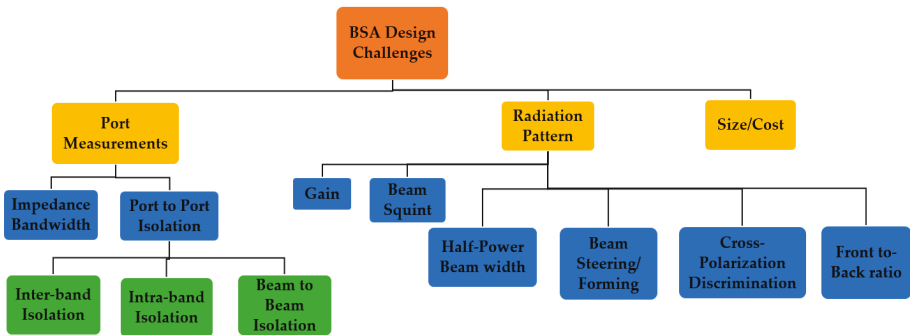 BSA Design
Challenges
Port
Measurements
Radiation
Pattern
Size/Cost
Impedance
Bandwidth
Port to Port
Isolation
Gain
Beam
Squint
Half-Power
Beam width
Beam
Steering/
Forming
Cross-
Polarization
Discrimination
Front to-
Back ratio
Inter-band
Isolation
Intra-band
Isolation
Beam to
Beam
Isolation